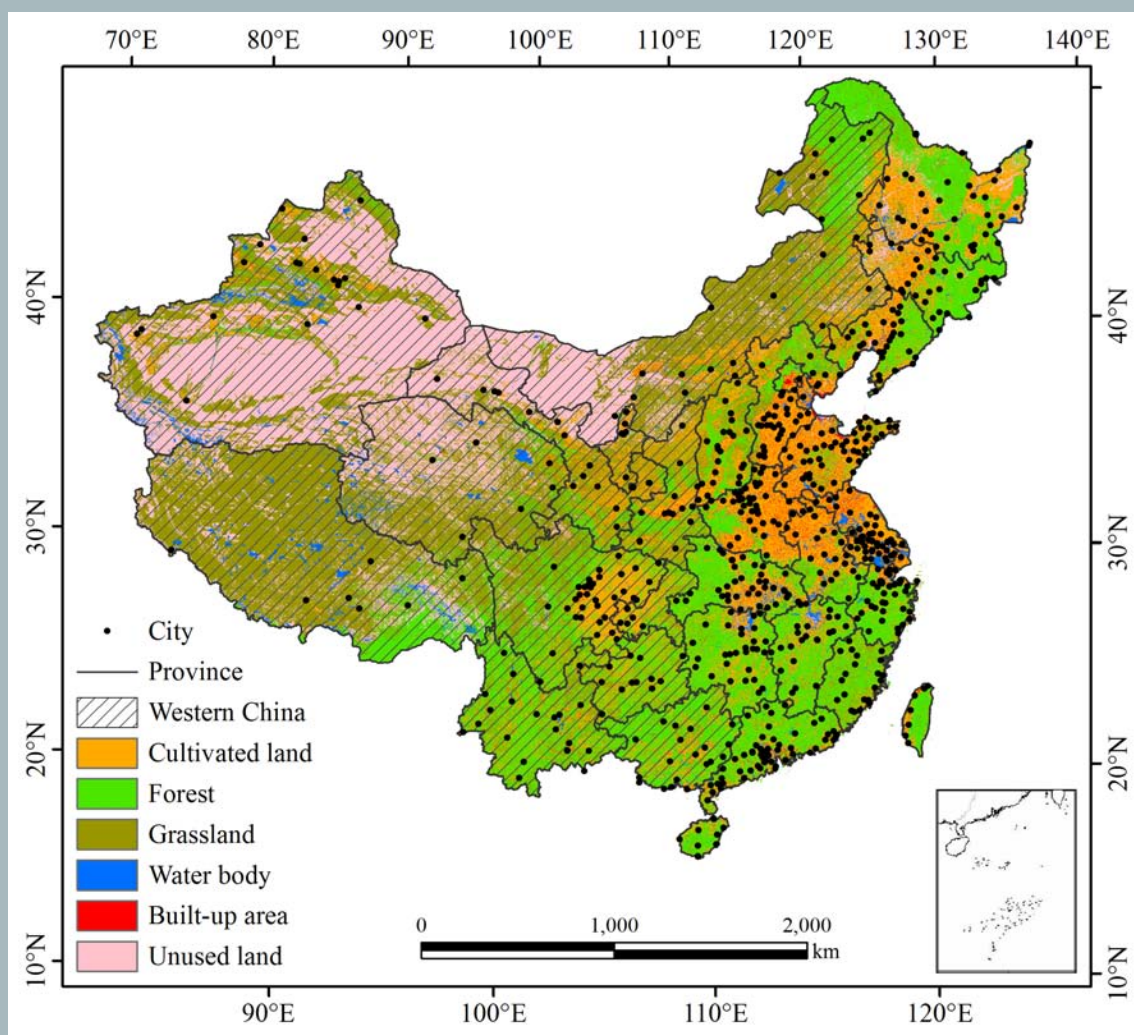 70°E 80°E 90°E 100°E 110°E 120°E 130°E 140°E
40°N 40°N
30°N 30°N
20°N 20°N
10°N 10°N
City
Province
Western China
Cultivated land
Forest
Grassland
Water body
Built-up area
Unused land
0 1,000 2,000
km
90°E 100°E 110°E 120°E